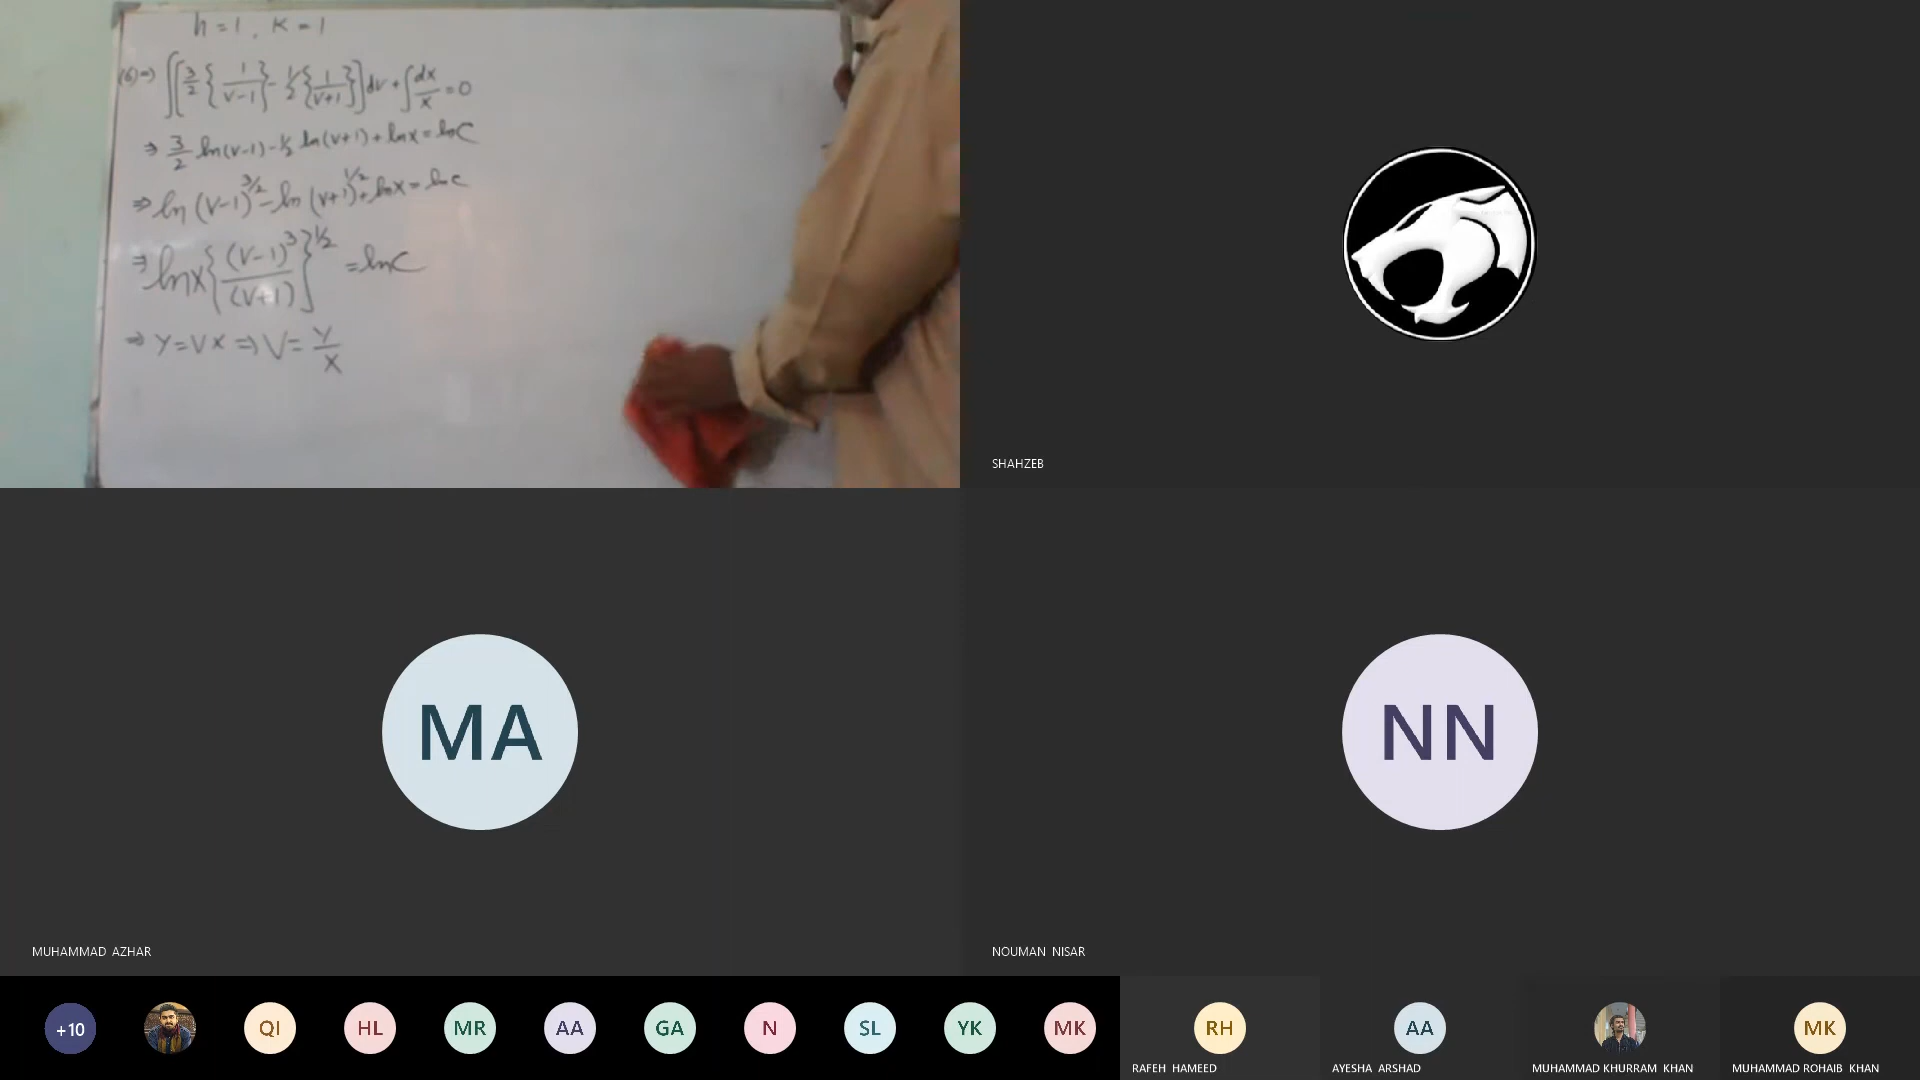 h = 1, K = 1
(6) ⇒ ∫[3/2 {1/(V-1)} - 1/2 {1/(V+1)}] dv + ∫ dx/x = 0
⇒ 3/2 ln(V-1) - 1/2 ln(V+1) + lnx = lnC
⇒ ln (V-1)^3/2 - ln (V+1)^1/2 + lnx = lnC
⇒ lnx {(V-1)^3/(V+1)}^1/2 = lnC
⇒ Y = VX ⇒ V = Y/X
SHAHZEB
MA
NN
MUHAMMAD AZHAR
NOUMAN NISAR
+10
QI
HL
MR
AA
GA
N
SL
YK
MK
RH
AA
MK
RAFEH HAMEED
AYESHA ARSHAD
MUHAMMAD KHURRAM KHAN
MUHAMMAD ROHAIB KHAN